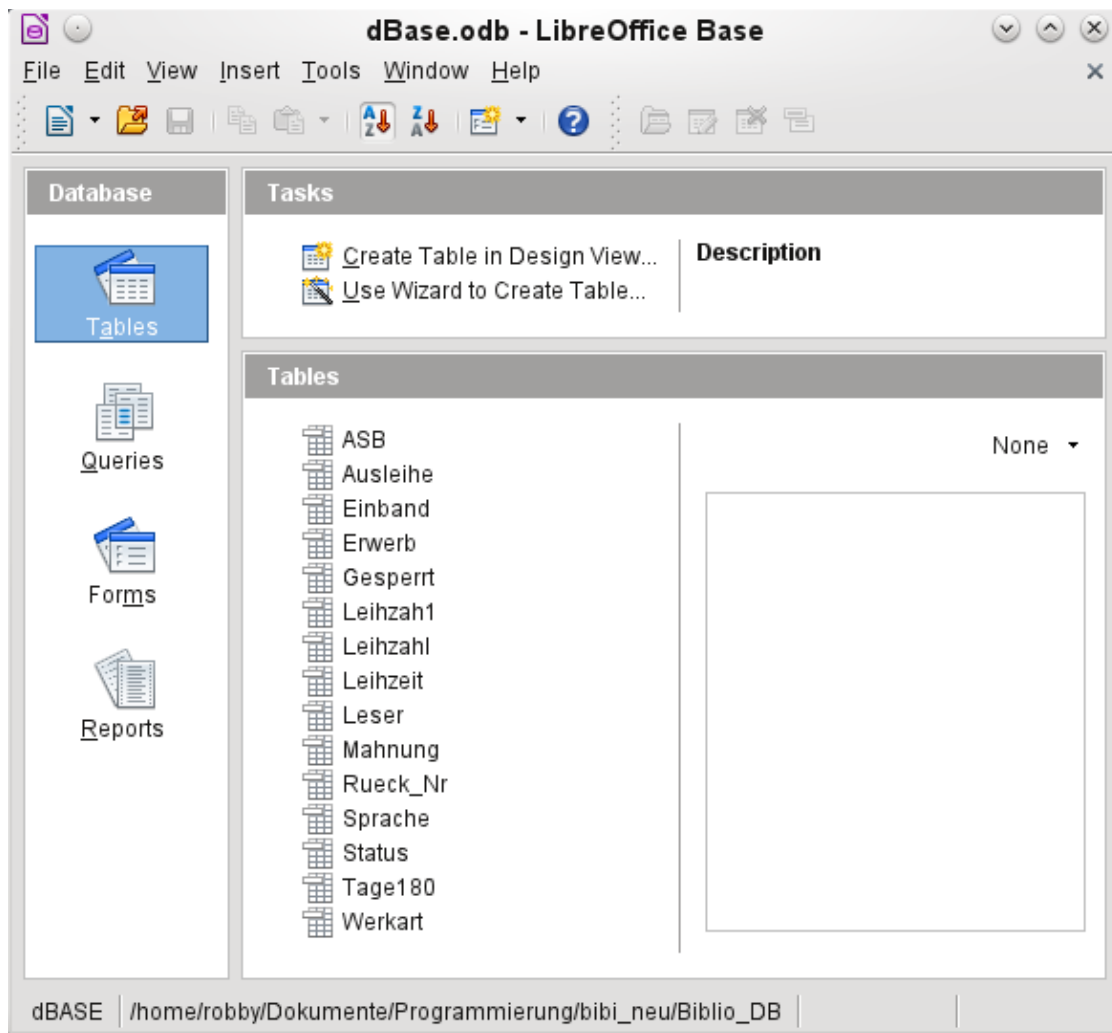 dBase.odb - LibreOffice Base
File Edit View Insert Tools Window Help
Database
Tables
Queries
Forms
Reports
Tasks
Create Table in Design View...
Use Wizard to Create Table...
Description
Tables
ASB
Ausleihe
Einband
Erwerb
Gesperrt
Leihzah1
Leihzahl
Leihzeit
Leser
Mahnung
Rueck_Nr
Sprache
Status
Tage180
Werkart
None
dBASE /home/robby/Dokumente/Programmierung/bibi_neu/Biblio_DB